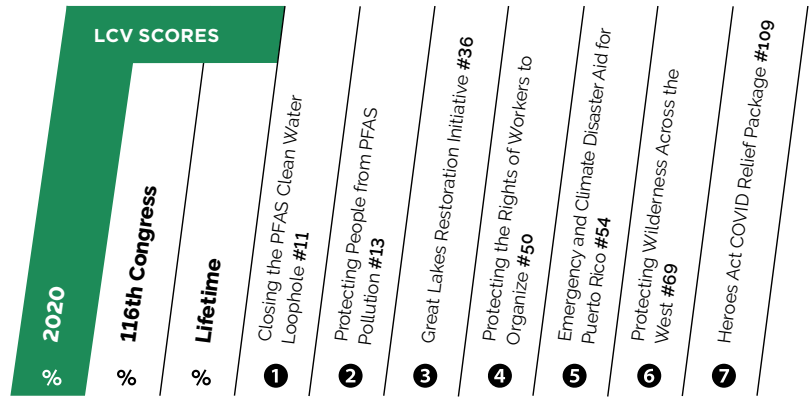 LCV SCORES
2020
%
116th Congress
%
Lifetime
%
Closing the PFAS Clean Water
Loophole #11
1
Protecting People from PFAS
Pollution #13
2
Great Lakes Restoration Initiative #36
3
Protecting the Rights of Workers to
Organize #50
4
Emergency and Climate Disaster Aid for
Puerto Rico #54
5
Protecting Wilderness Across the
West #69
6
Heroes Act COVID Relief Package #109
7